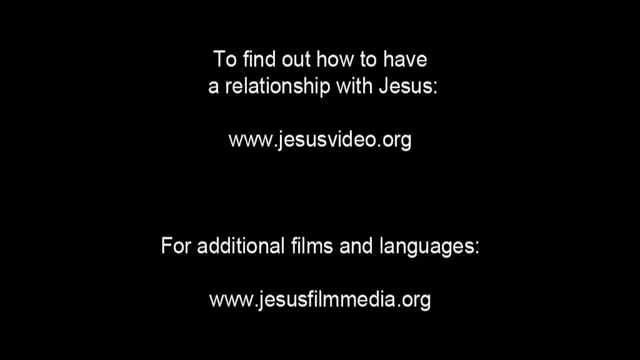 To find out how to have
a relationship with Jesus:
www.jesusvideo.org
For additional films and languages:
www.jesusfilmmedia.org